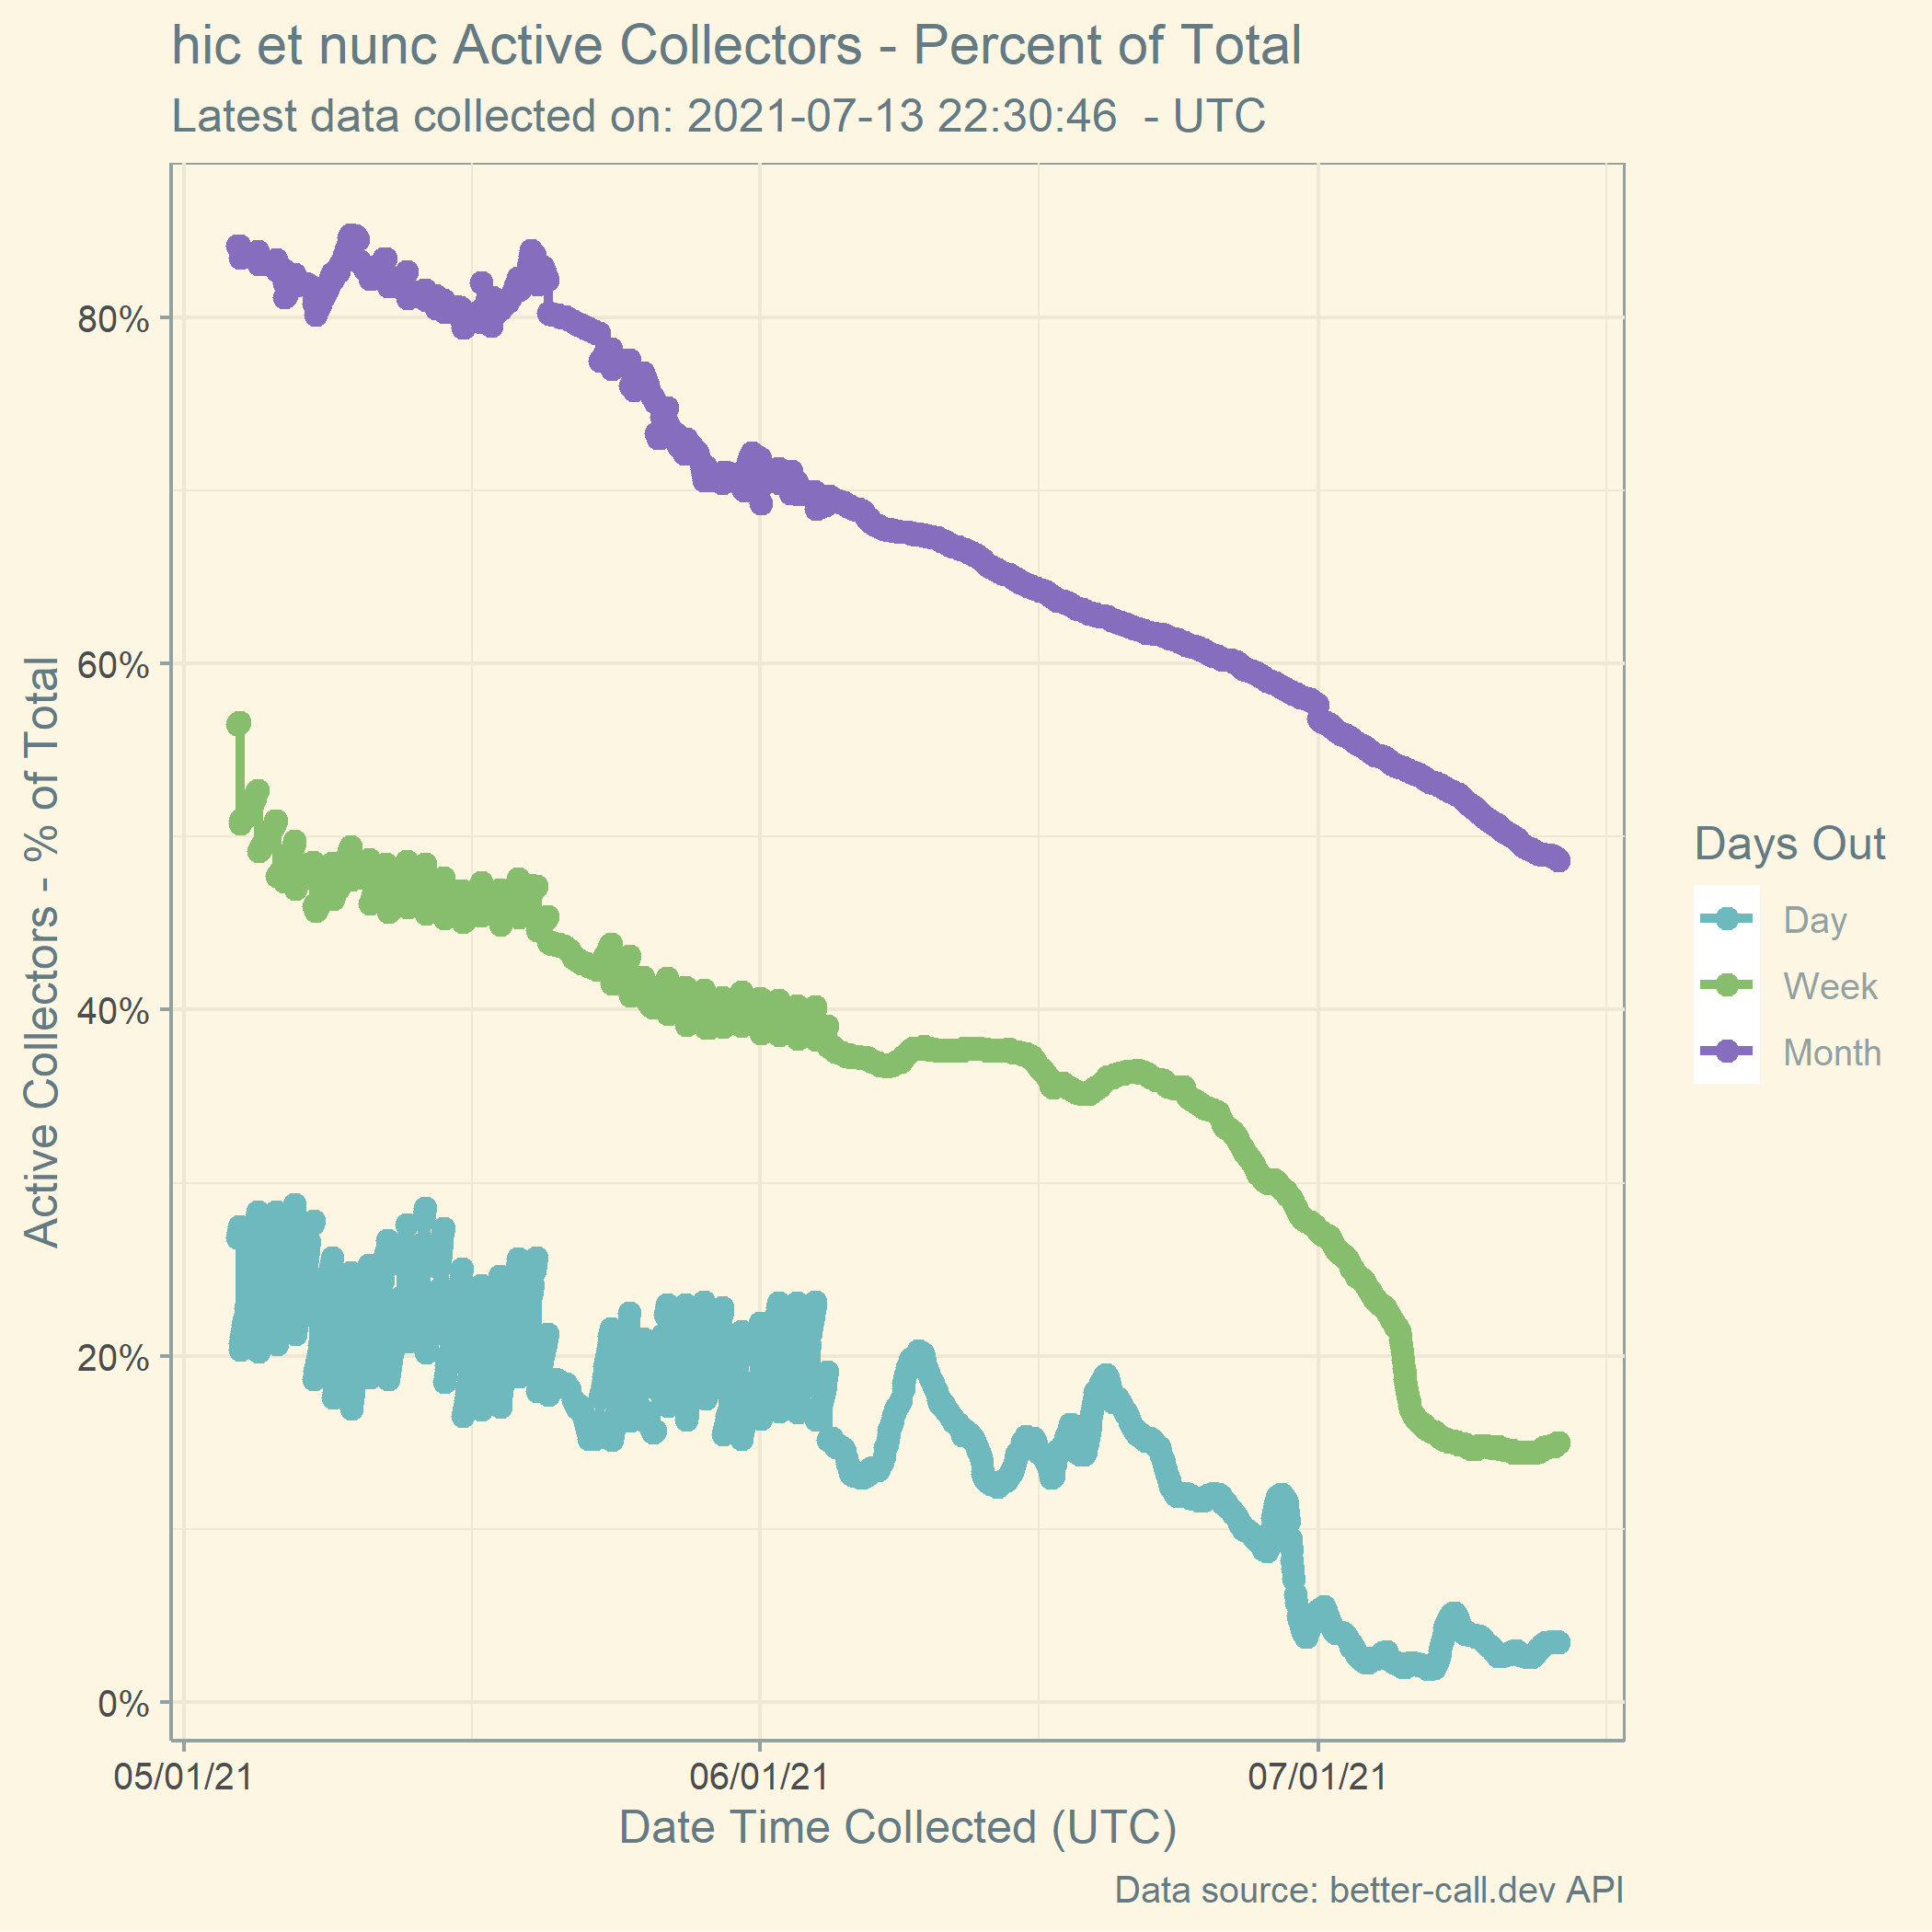 hic et nunc Active Collectors - Percent of Total
Latest data collected on: 2021-07-13 22:30:46  - UTC
Active Collectors - % of Total
80%
60%
40%
20%
0%
05/01/21
06/01/21
07/01/21
Date Time Collected (UTC)
Days Out
Day
Week
Month
Data source: better-call.dev API